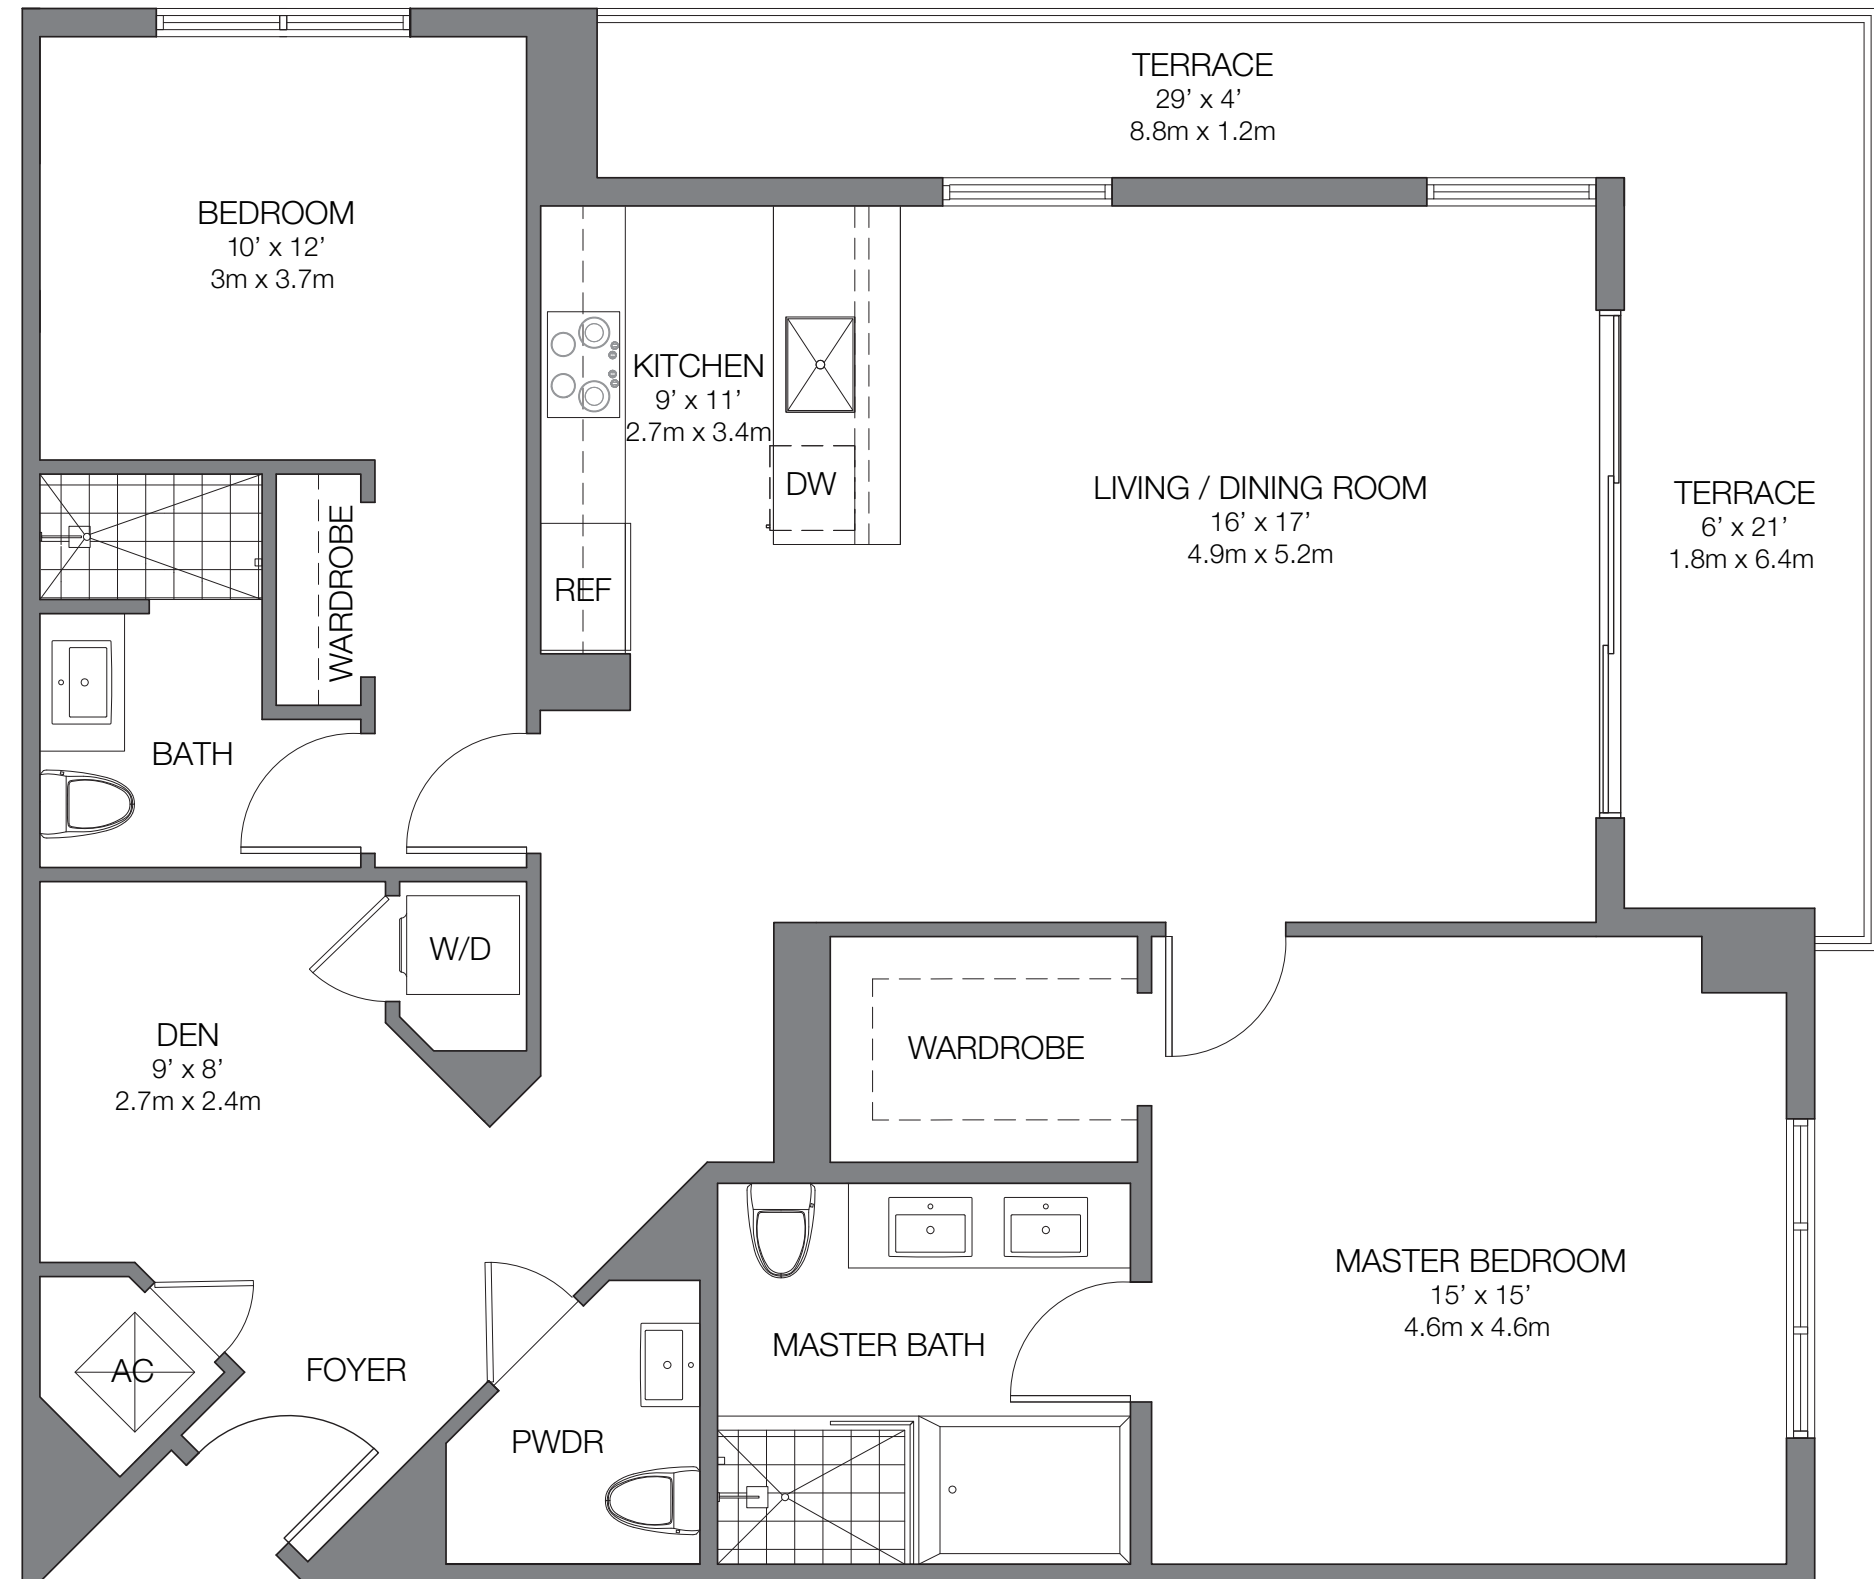 TERRACE
29’ x 4’
8.8m x 1.2m
BEDROOM
10’ x 12’
3m x 3.7m
KITCHEN
9’ x 11’
2.7m x 3.4m
DW
LIVING / DINING ROOM
16’ x 17’
4.9m x 5.2m
TERRACE
6’ x 21’
1.8m x 6.4m
WARDROBE
REF
BATH
W/D
DEN
9’ x 8’
2.7m x 2.4m
WARDROBE
MASTER BEDROOM
15’ x 15’
4.6m x 4.6m
MASTER BATH
AC
FOYER
PWDR